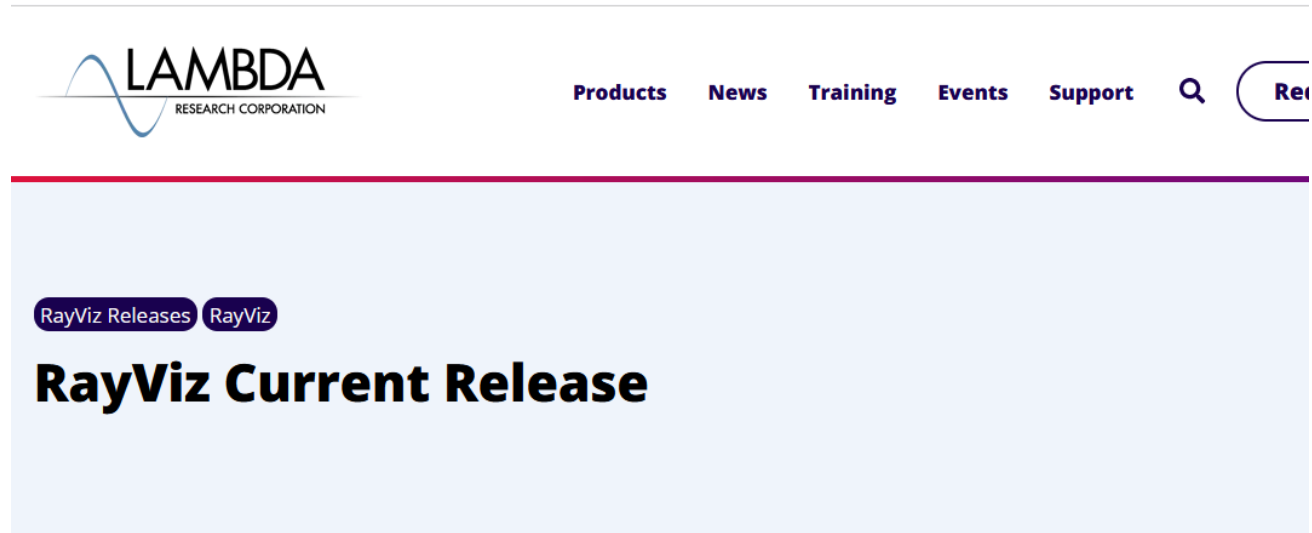 LAMBDA
RESEARCH CORPORATION
Products News Training Events Support
RayViz Releases RayViz
RayViz Current Release